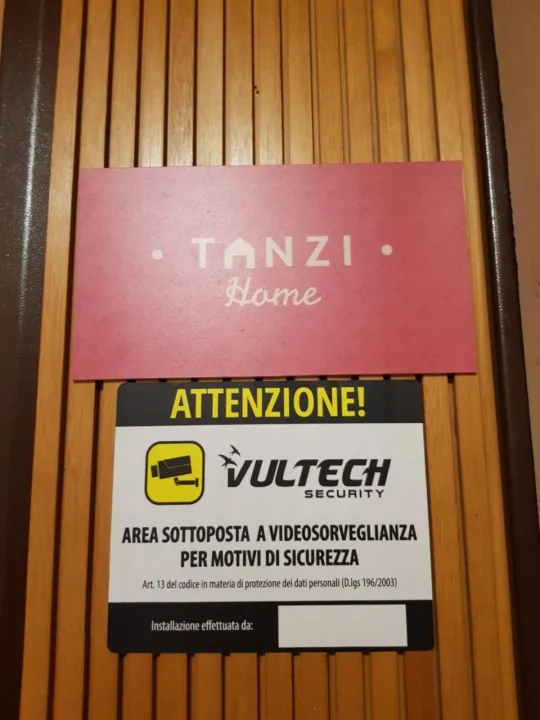 • TANZI •
Home
ATTENZIONE!
VULTECH
SECURITY
AREA SOTTOPOSTA A VIDEOSORVEGLIANZA
PER MOTIVI DI SICUREZZA
Art. 13 del codice in materia di protezione dei dati personali (D.lgs 196/2003)
Installazione effettuata da: